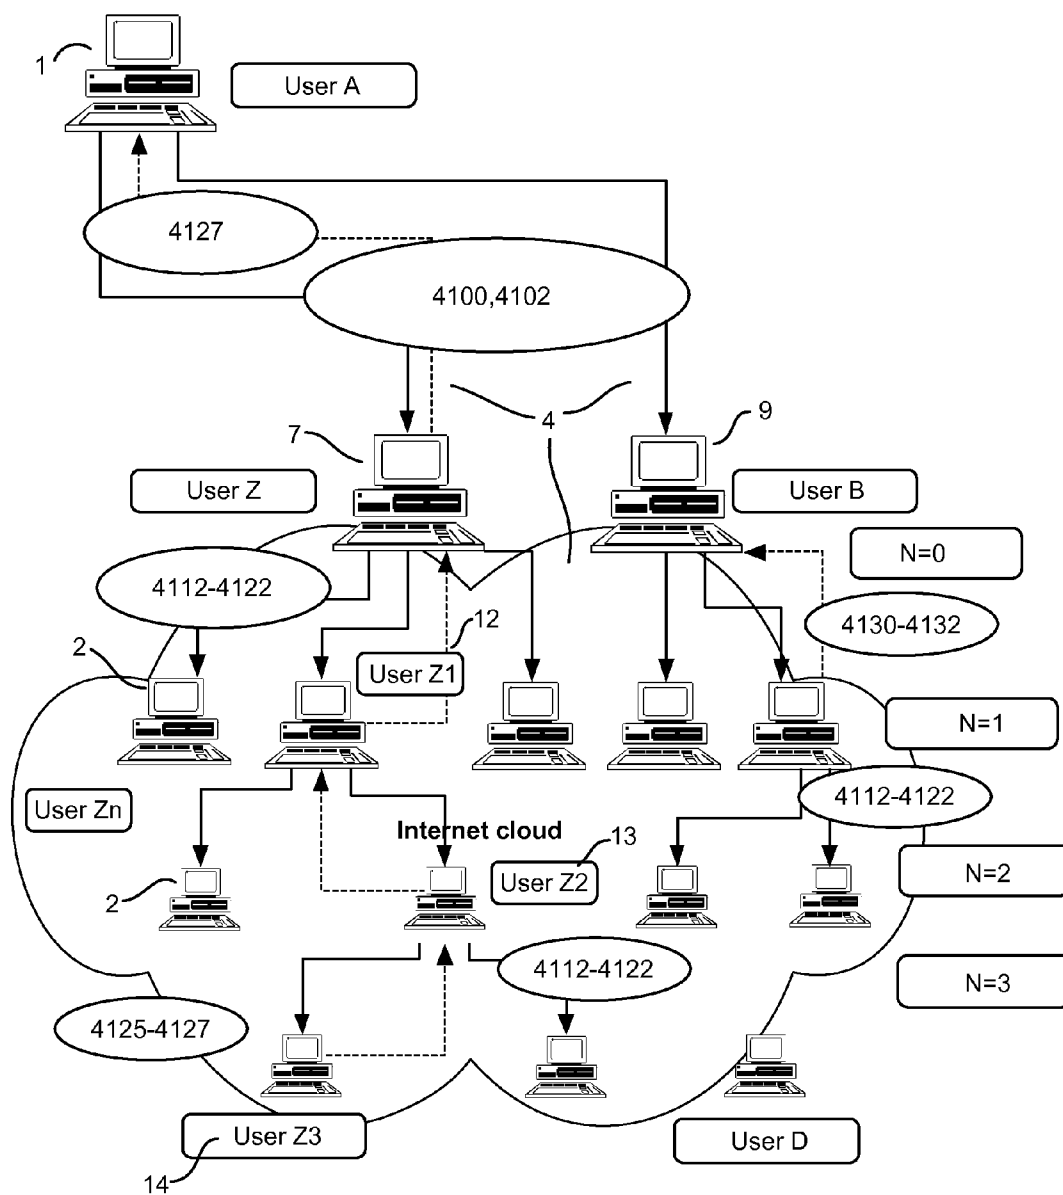 1
User A
4127
4100,4102
4
9
7
User Z
User B
N=0
4112-4122
12
4130-4132
2
User Z1
N=1
User Zn
4112-4122
Internet cloud
13
2
User Z2
N=2
4112-4122
N=3
4125-4127
User Z3
User D
14